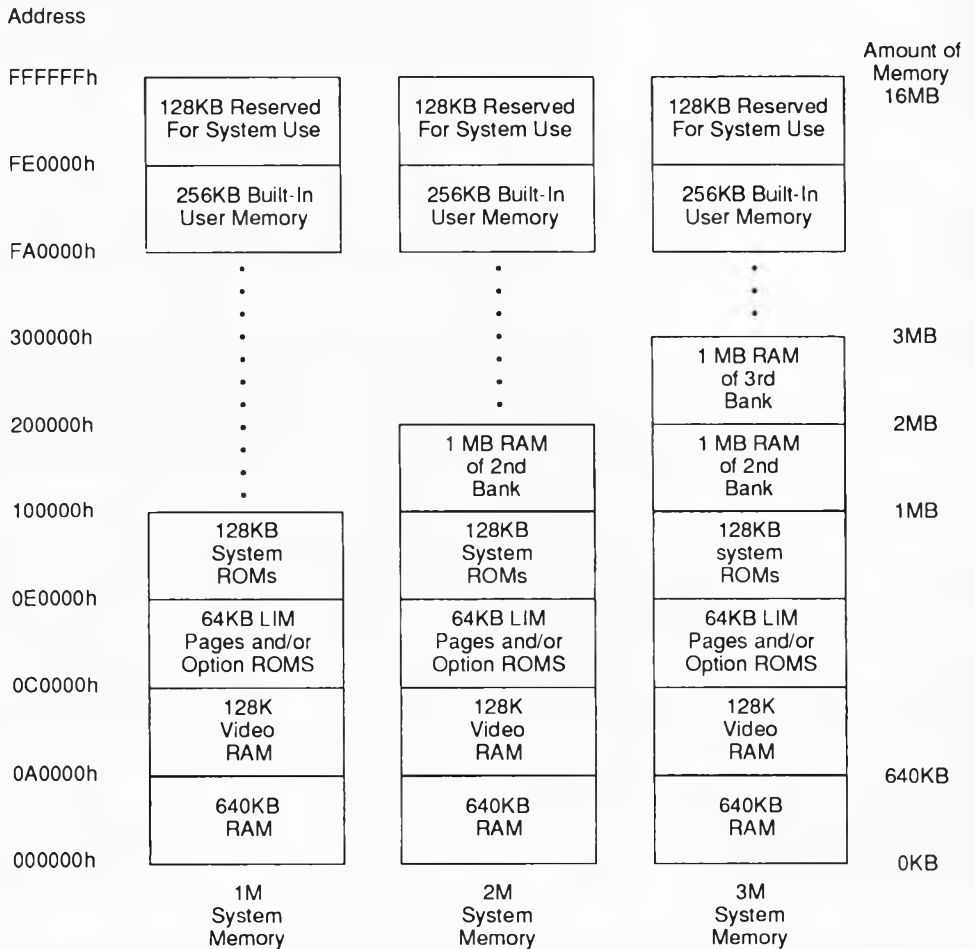 Address
Amount of
Memory
16MB
FFFFFFh
128KB Reserved
For System Use
128KB Reserved
For System Use
128KB Reserved
For System Use
FE0000h
256KB Built-In
User Memory
256KB Built-In
User Memory
256KB Built-In
User Memory
FA0000h
300000h
3MB
1 MB RAM
of 3rd
Bank
200000h
2MB
1 MB RAM
of 2nd
Bank
1 MB RAM
of 2nd
Bank
100000h
1MB
128KB
System
ROMs
128KB
System
ROMs
128KB
system
ROMs
0E0000h
64KB LIM
Pages and/or
Option ROMS
64KB LIM
Pages and/or
Option ROMS
64KB LIM
Pages and/or
Option ROMS
0C0000h
128K
Video
RAM
128K
Video
RAM
128K
Video
RAM
0A0000h
640KB
640KB
RAM
640KB
RAM
640KB
RAM
000000h
0KB
1M
System
Memory
2M
System
Memory
3M
System
Memory